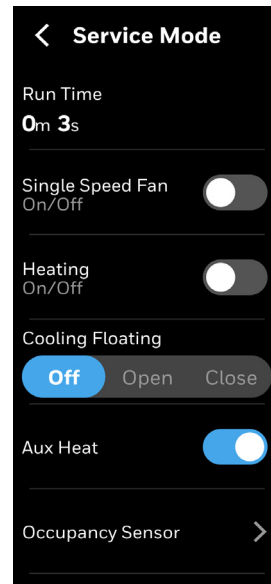 Service Mode
Run Time
0m 3s
Single Speed Fan
On/Off
Heating
On/Off
Cooling Floating
Off Open Close
Aux Heat
Occupancy Sensor